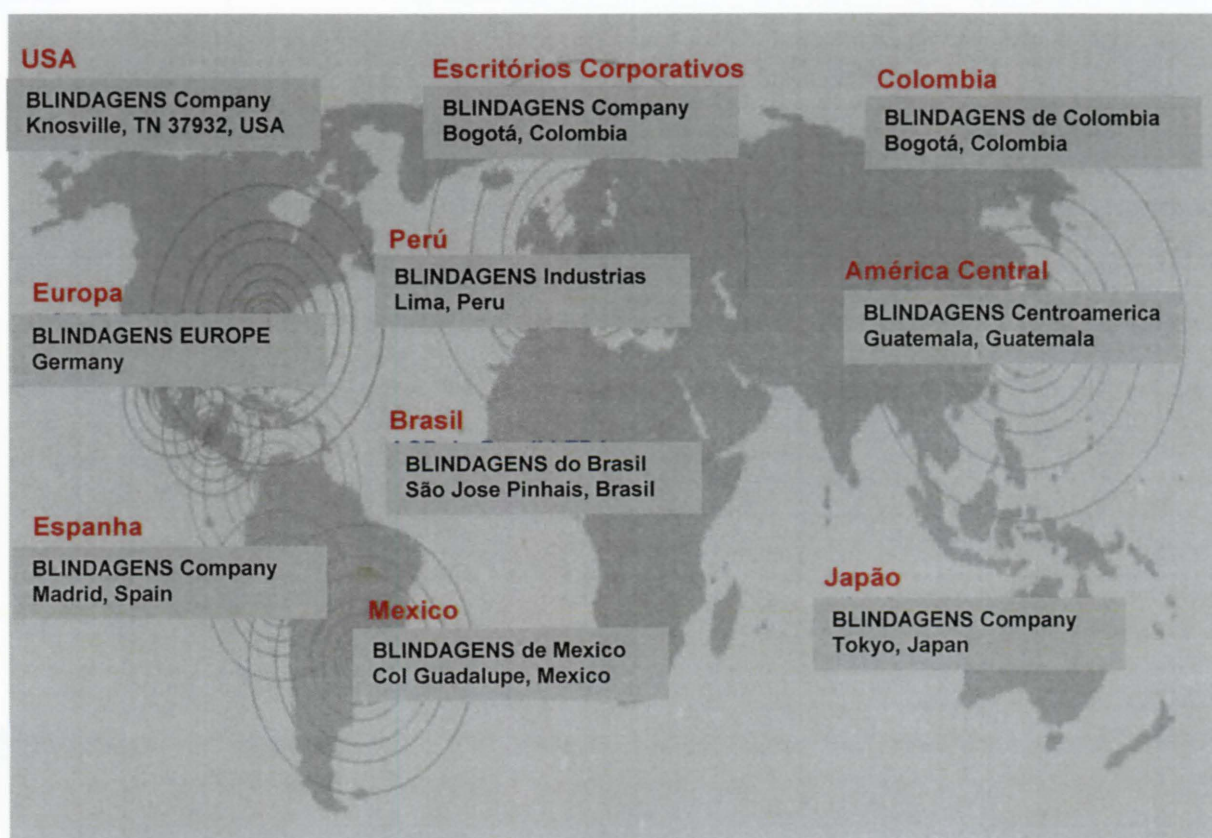 USA
BLINDAGENS Company
Knosville, TN 37932, USA
Escritórios Corporativos
BLINDAGENS Company
Bogotá, Colombia
Colombia
BLINDAGENS de Colombia
Bogotá, Colombia
Perú
BLINDAGENS Industrias
Lima, Peru
América Central
BLINDAGENS Centroamerica
Guatemala, Guatemala
Europa
BLINDAGENS EUROPE
Germany
Brasil
BLINDAGENS do Brasil
São Jose Pinhais, Brasil
Espanha
BLINDAGENS Company
Madrid, Spain
Mexico
BLINDAGENS de Mexico
Col Guadalupe, Mexico
Japão
BLINDAGENS Company
Tokyo, Japan